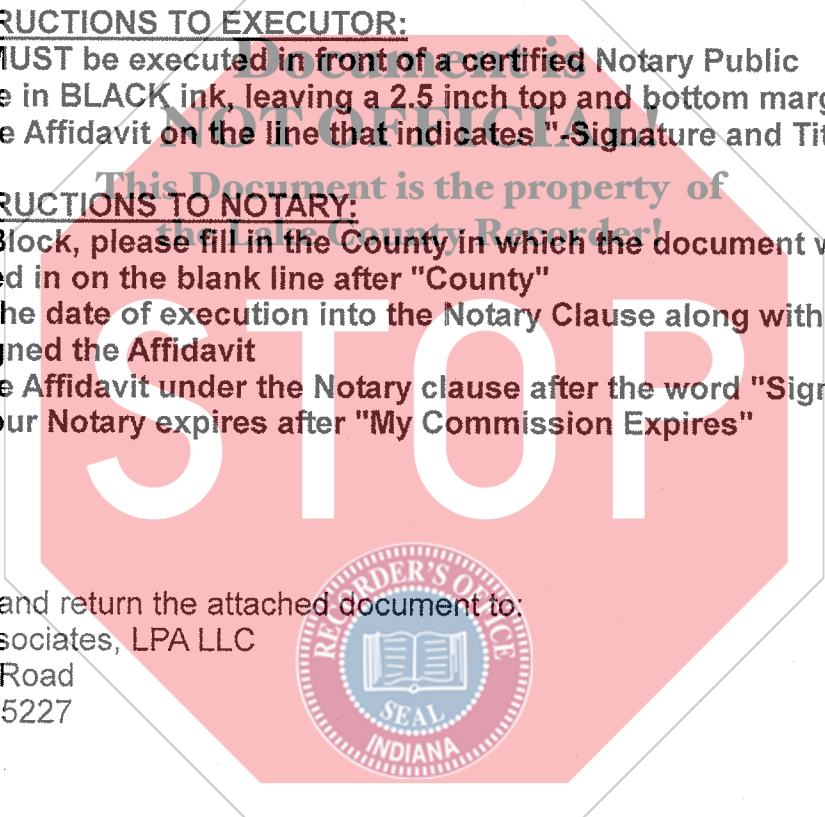 RUCTIONS TO EXECUTOR:
MUST be executed in front of a certified Notary Public
e in BLACK ink, leaving a 2.5 inch top and bottom marg
e Affidavit on the line that indicates "-Signature and Tit
RUCTIONS TO NOTARY:
Block, please fill in the County in which the document w
ed in on the blank line after "County"
he date of execution into the Notary Clause along with
ned the Affidavit
e Affidavit under the Notary clause after the word "Sign
our Notary expires after "My Commission Expires"
and return the attached document to:
sociates, LPA LLC
Road
5227
Document is
NOT OFFICIAL!
This Document is the property of
the Lake County Recorder!
STOP
RECORDER'S OFFICE
SEAL
INDIANA